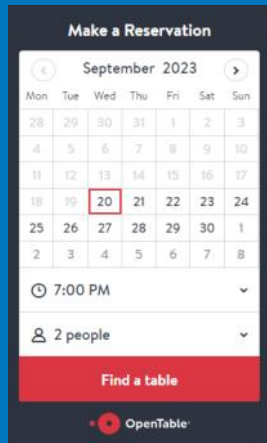 Make a Reservation
September 2023
Mon Tue Wed Thu Fri Sat Sun
28 29 30 31 1 2 3
4 5 6 7 8 9 10
11 12 13 14 15 16 17
18 19 20 21 22 23 24
25 26 27 28 29 30 1
2 3 4 5 6 7 8
7:00 PM
2 people
Find a table
OpenTable